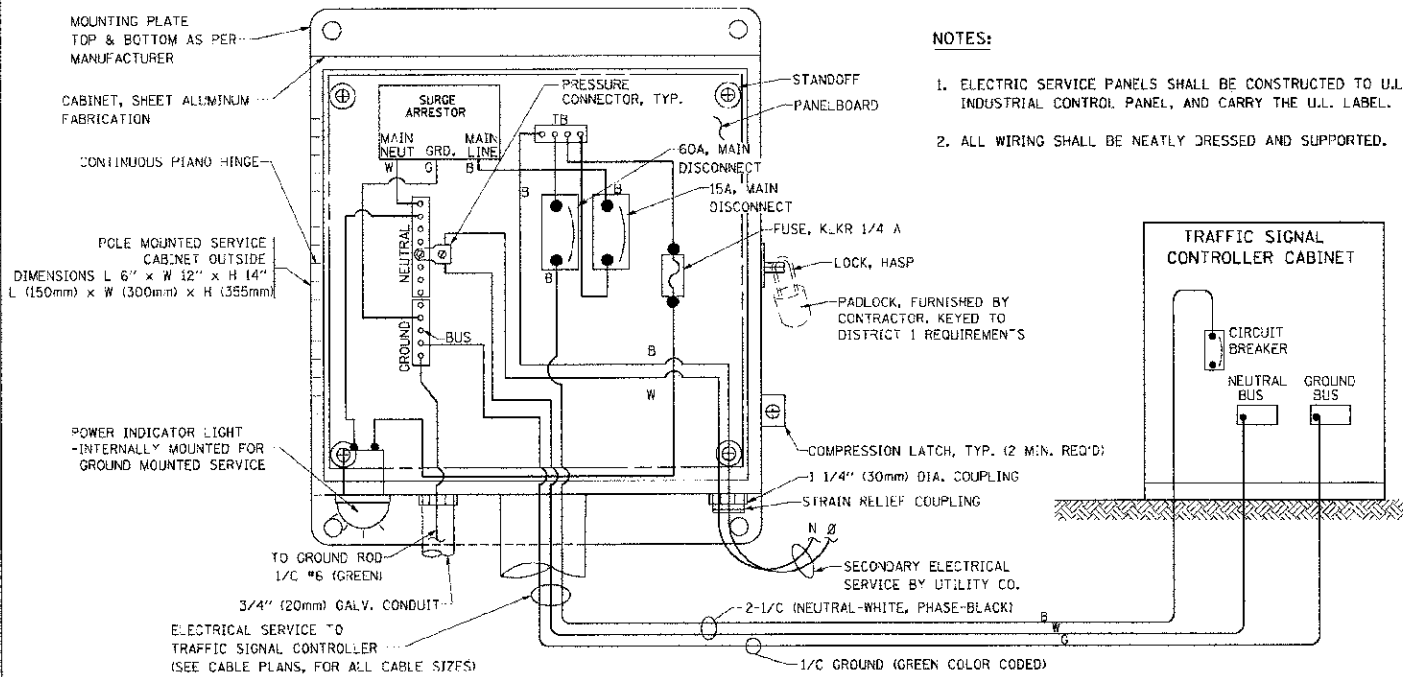 MOUNTING PLATE
TOP & BOTTOM AS PER
MANUFACTURER
CABINET, SHEET ALUMINUM
FABRICATION
CONTINUOUS PIANO HINGE
POLE MOUNTED SERVICE
CABINET OUTSIDE
DIMENSIONS L 6" x W 12" x H 14"
L (150mm) x W (300mm) x H (355mm)
POWER INDICATOR LIGHT
-INTERNALLY MOUNTED FOR
GROUND MOUNTED SERVICE
TO GROUND ROD
1/C #6 (GREEN)
3/4" (20mm) GALV. CONDUIT
ELECTRICAL SERVICE TO
TRAFFIC SIGNAL CONTROLLER
(SEE CABLE PLANS, FOR ALL CABLE SIZES)
SURGE
ARRESTOR
MAIN
NEUT
GRD.
MAIN
LINE
W
G
B
PRESSURE
CONNECTOR, TYP.
TB
NEUTRAL
GROUND
BUS
B
B
B
B
W
STANDOFF
PANELBOARD
60A, MAIN
DISCONNECT
15A, MAIN
DISCONNECT
FUSE, KLKR 1/4 A
LOCK, HASP
PADLOCK, FURNISHED BY
CONTRACTOR, KEYED TO
DISTRICT 1 REQUIREMENTS
COMPRESSION LATCH, TYP. (2 MIN. REQ'D)
1 1/4" (30mm) DIA. COUPLING
STRAIN RELIEF COUPLING
N Ø
SECONDARY ELECTRICAL
SERVICE BY UTILITY CO.
2-1/C (NEUTRAL-WHITE, PHASE-BLACK)
B
W
G
1/C GROUND (GREEN COLOR CODED)
NOTES:
1. ELECTRIC SERVICE PANELS SHALL BE CONSTRUCTED TO U.L
INDUSTRIAL CONTROL PANEL, AND CARRY THE U.L. LABEL.
2. ALL WIRING SHALL BE NEATLY DRESSED AND SUPPORTED.
TRAFFIC SIGNAL
CONTROLLER CABINET
CIRCUIT
BREAKER
NEUTRAL
BUS
GROUND
BUS